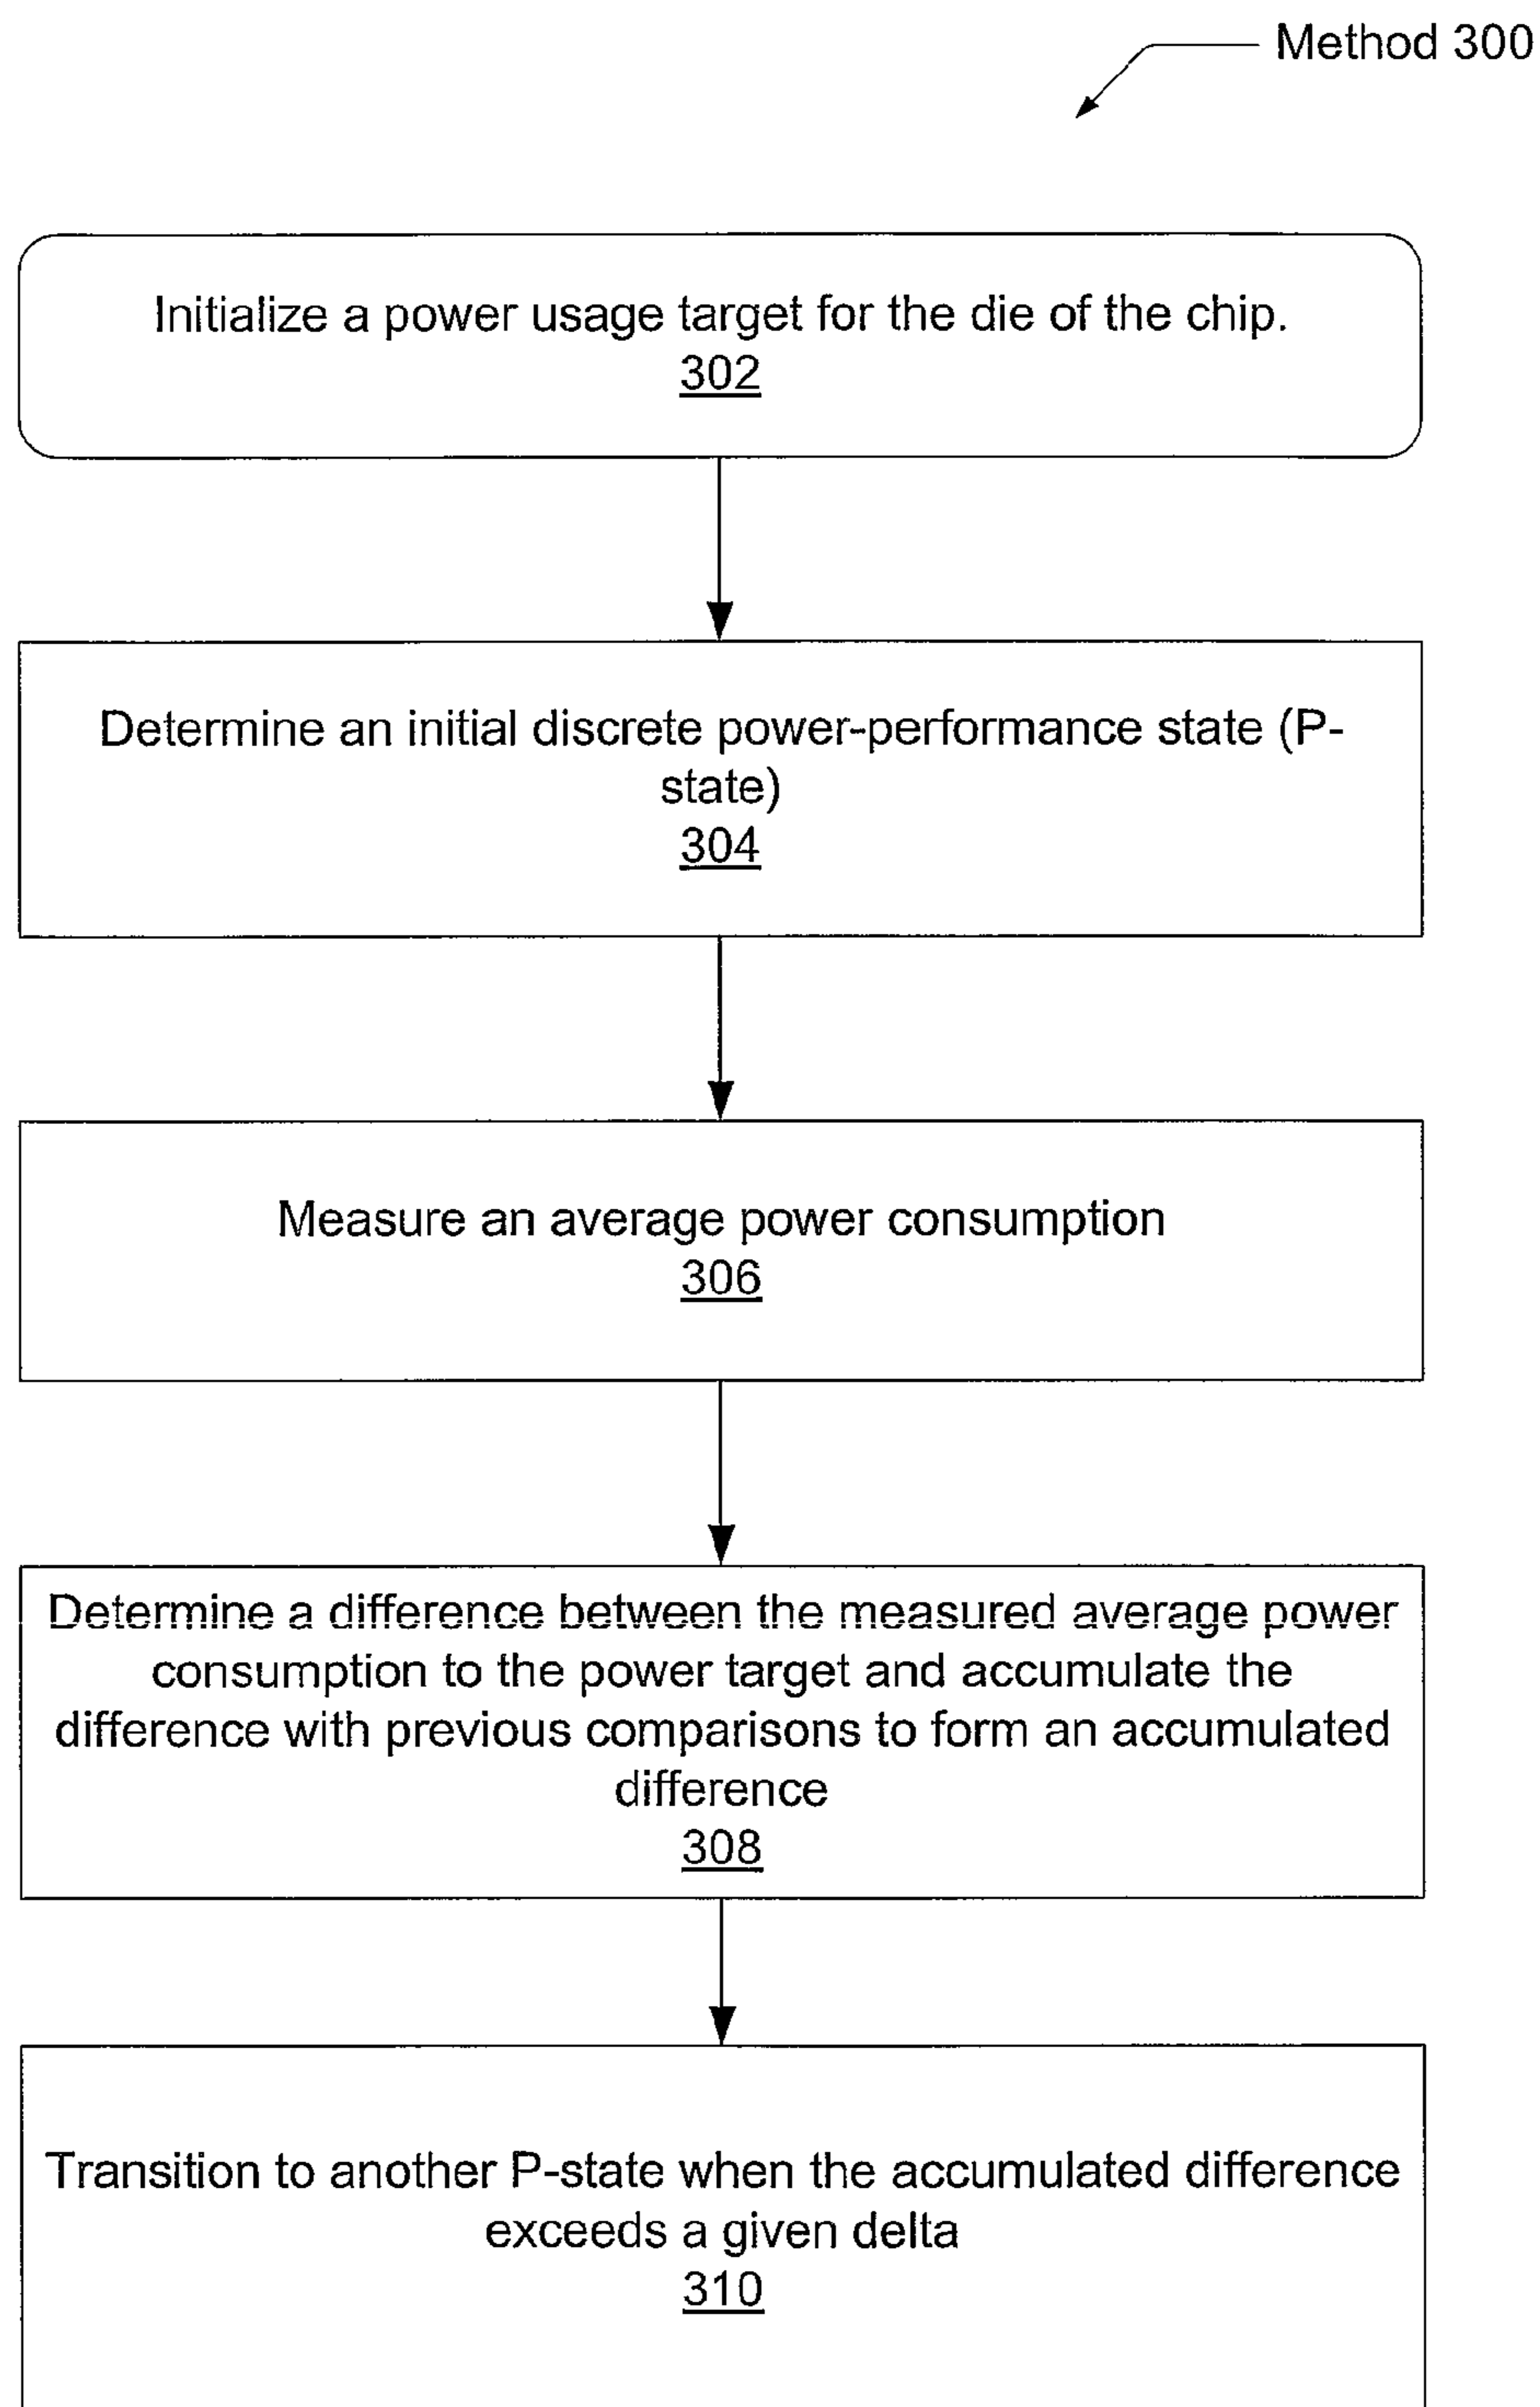 Method 300
Initialize a power usage target for the die of the chip.
302
Determine an initial discrete power-performance state (P-
state)
304
Measure an average power consumption
306
Determine a difference between the measured average power
consumption to the power target and accumulate the
difference with previous comparisons to form an accumulated
difference
308
Transition to another P-state when the accumulated difference
exceeds a given delta
310